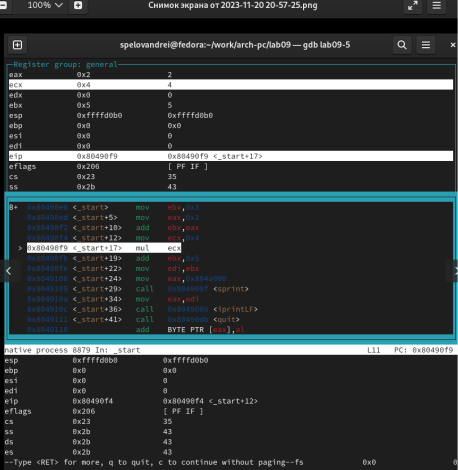 100%
Снимок экрана от 2023-11-20 20-57-25.png
spelovandrei@fedora:~/work/arch-pc/lab09 — gdb lab09-5
Register group: general
eax 0x2 2
ecx 0x4 4
edx 0x0 0
ebx 0x5 5
esp 0xffffd0b0 0xffffd0b0
ebp 0x0 0x0
esi 0x0 0
edi 0x0 0
eip 0x80490f9 0x80490f9 <_start+17>
eflags 0x206 [ PF IF ]
cs 0x23 35
ss 0x2b 43
B+ 0x80490e8 <_start> mov ebx,0x3
0x80490ed <_start+5> mov eax,0x2
0x80490f2 <_start+10> add ebx,eax
0x80490f4 <_start+12> mov ecx,0x4
> 0x80490f9 <_start+17> mul ecx
0x80490fb <_start+19> add ebx,0x5
0x80490fe <_start+22> mov edi,ebx
0x8049100 <_start+24> mov eax,0x804a000
0x8049105 <_start+29> call 0x804900f <sprint>
0x804910a <_start+34> mov eax,edi
0x804910c <_start+36> call <iprintLF>
0x8049111 <_start+41> call 0x80490db <quit>
0x8049116 add BYTE PTR [eax],al
native process 8879 In: _start L11 PC: 0x80490f9
esp 0xffffd0b0 0xffffd0b0
ebp 0x0 0x0
esi 0x0 0
edi 0x0 0
eip 0x80490f4 0x80490f4 <_start+12>
eflags 0x206 [ PF IF ]
cs 0x23 35
ss 0x2b 43
ds 0x2b 43
es 0x2b 43
--Type <RET> for more, q to quit, c to continue without paging--fs 0x0 0